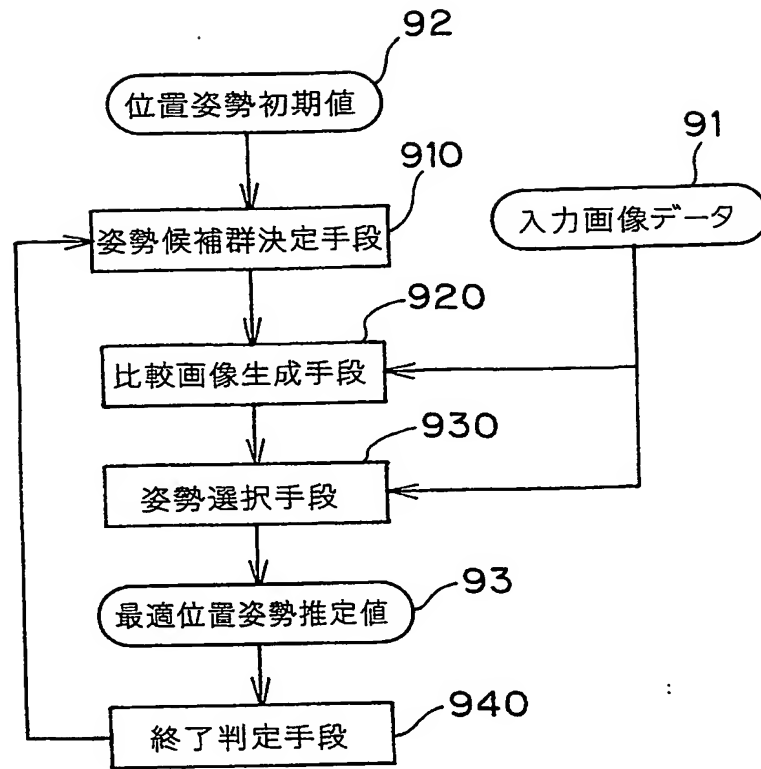 92
位置姿勢初期値
91
910
入力画像データ
姿勢候補群決定手段
920
比較画像生成手段
930
姿勢選択手段
93
最適位置姿勢推定値
940
終了判定手段